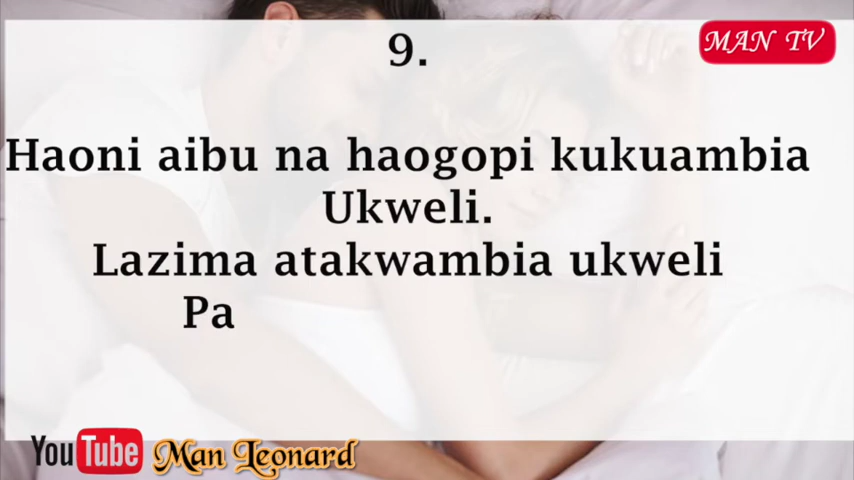 9.
MAN TV
Haoni aibu na haogopi kukuambia
Ukweli.
Lazima atakwambia ukweli
Pa
YouTube Man Leonard